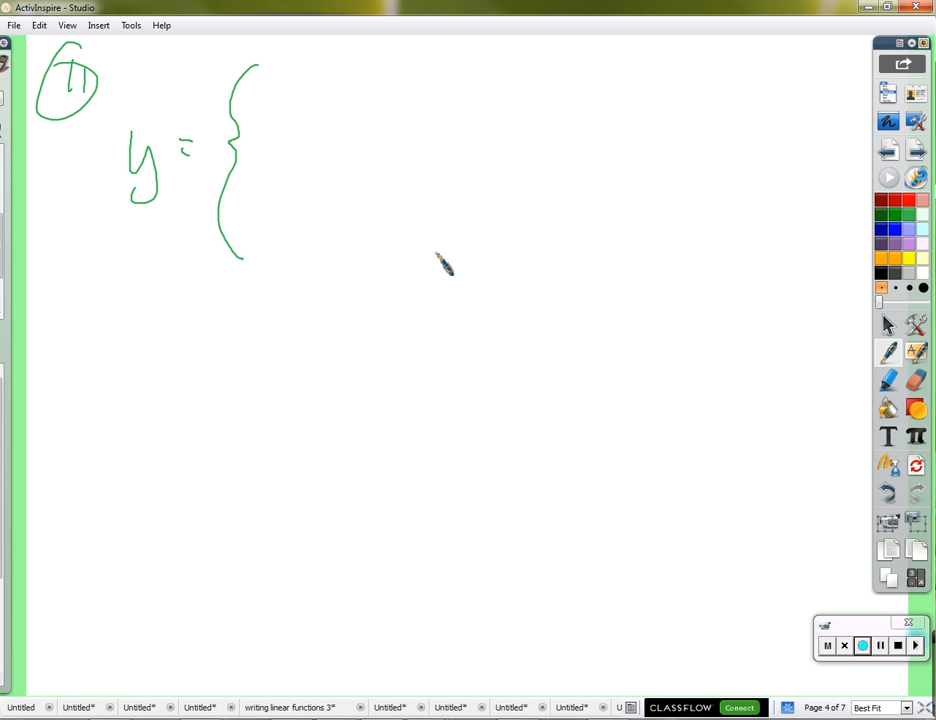 ActivInspire - Studio
File Edit View Insert Tools Help
11
y = {
M
Untitled Untitled* Untitled* Untitled* writing linear functions 3* Untitled* Untitled* Untitled* Untitled* U CLASSFLOW Connect Page 4 of 7 Best Fit